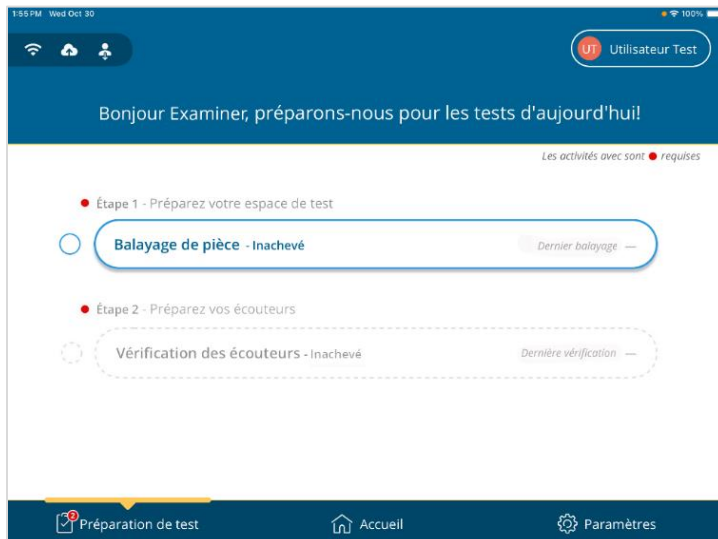 1:55 PM Wed Oct 30
100%
UT Utilisateur Test
Bonjour Examiner, préparons-nous pour les tests d'aujourd'hui!
Les activités avec sont requises
Étape 1 - Préparez votre espace de test
Balayage de pièce - Inachevé
Dernier balayage —
Étape 2 - Préparez vos écouteurs
Vérification des écouteurs - Inachevé
Dernière vérification —
2
Préparation de test
Accueil
Paramètres